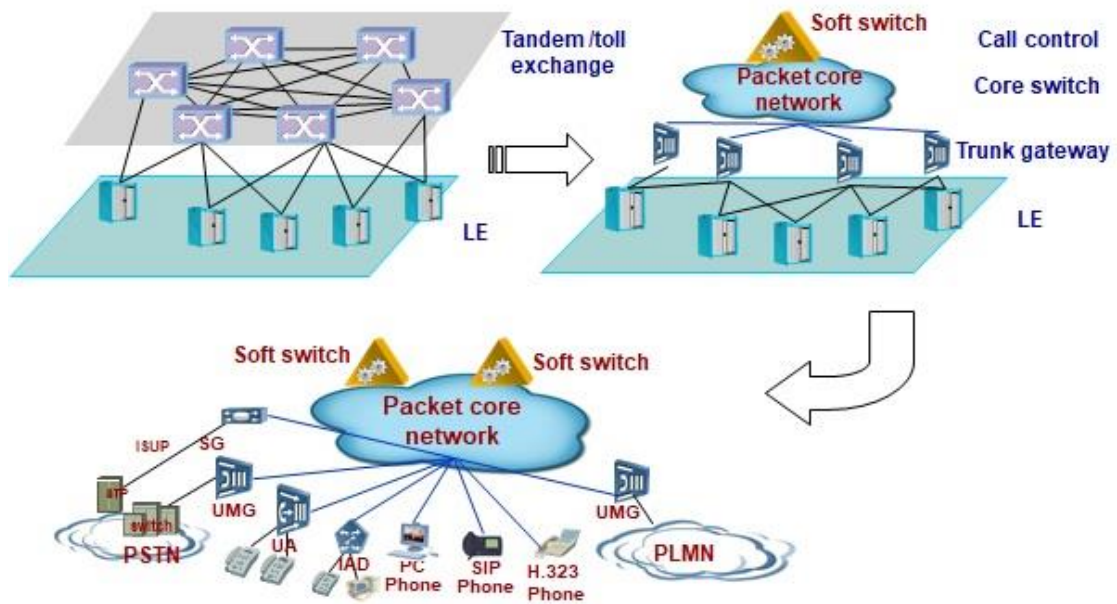 Tandem /toll
exchange
LE
Soft switch
Packet core
network
Call control
Core switch
Trunk gateway
LE
Soft switch
Soft switch
Packet core
network
ISUP
SG
STP
switch
PSTN
UMG
UA
IAD
PC
Phone
SIP
Phone
H.323
Phone
UMG
PLMN